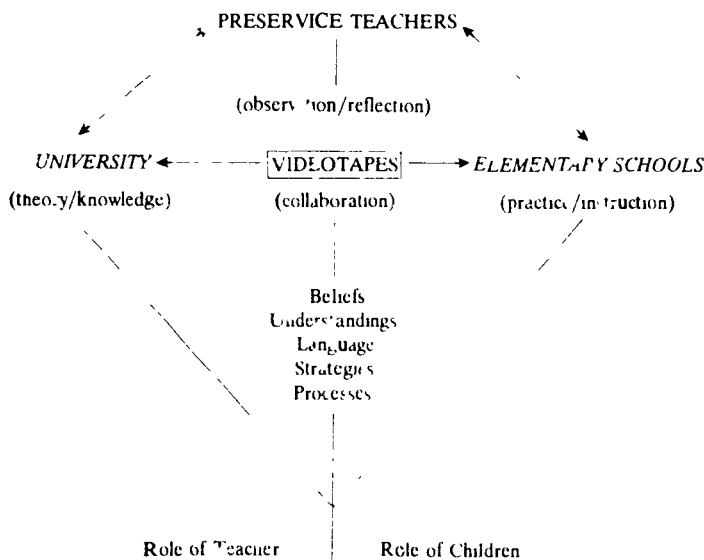 PRESERVICE TEACHERS
(observation/reflection)
UNIVERSITY VIDEOTAPES ELEMENTARY SCHOOLS
(theory/knowledge) (collaboration) (practice/instruction)
Beliefs
Understandings
Language
Strategies
Processes
Role of Teacher Role of Children